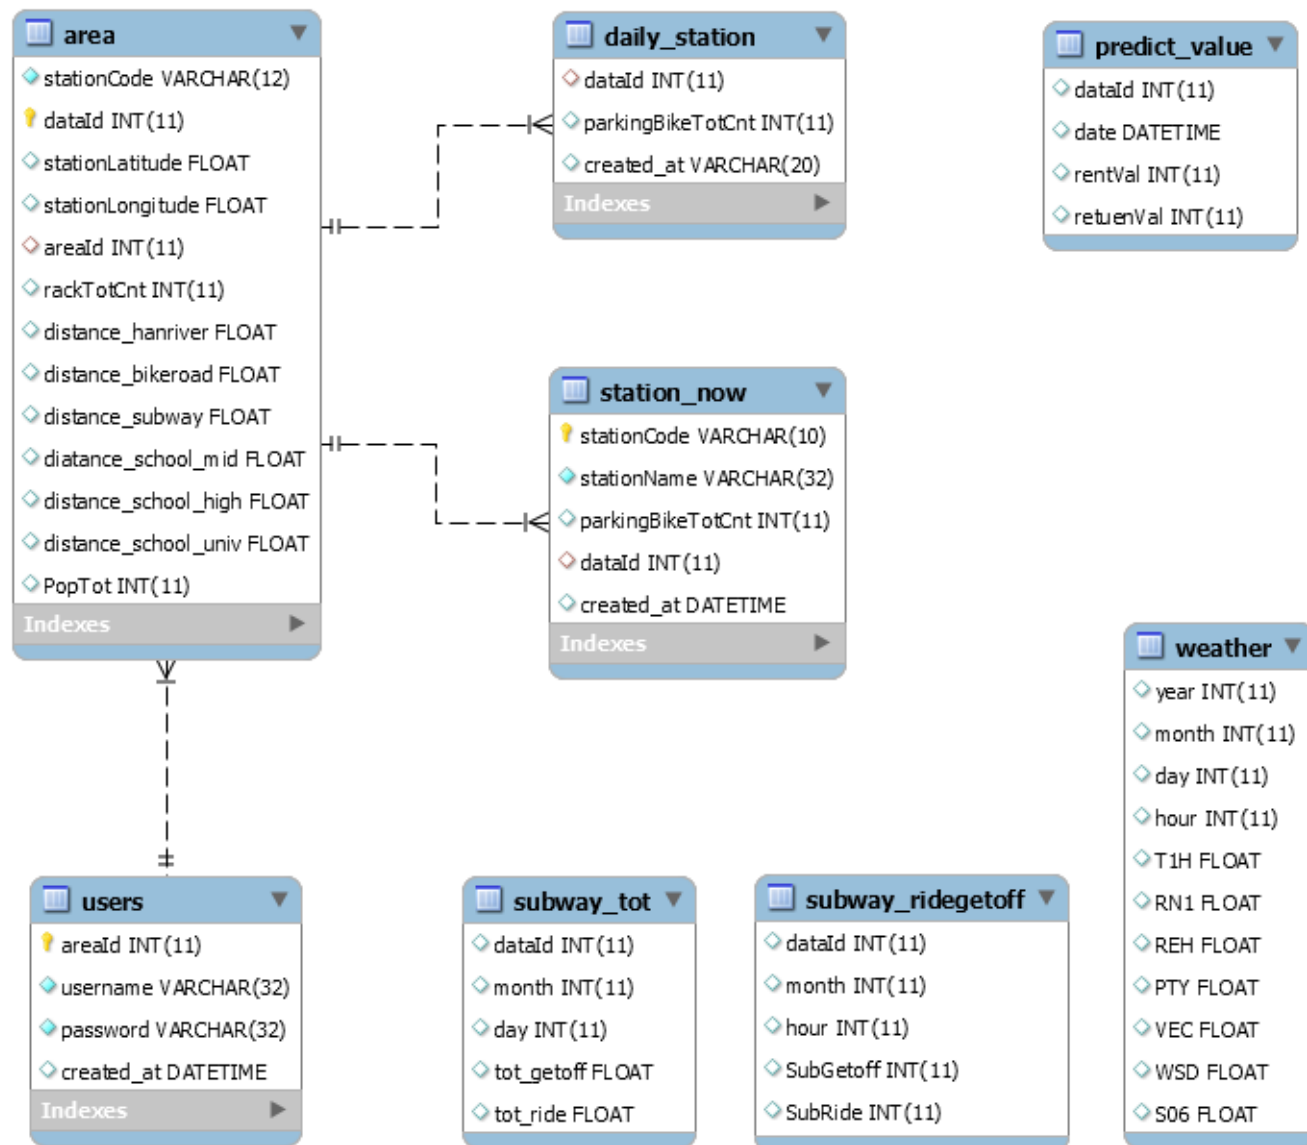 area
stationCode VARCHAR(12)
dataId INT(11)
stationLatitude FLOAT
stationLongitude FLOAT
areaId INT(11)
rackTotCnt INT(11)
distance_hanriver FLOAT
distance_bikeroad FLOAT
distance_subway FLOAT
diatance_school_mid FLOAT
distance_school_high FLOAT
distance_school_univ FLOAT
PopTot INT(11)
Indexes
daily_station
dataId INT(11)
parkingBikeTotCnt INT(11)
created_at VARCHAR(20)
Indexes
predict_value
dataId INT(11)
date DATETIME
rentVal INT(11)
retuenVal INT(11)
station_now
stationCode VARCHAR(10)
stationName VARCHAR(32)
parkingBikeTotCnt INT(11)
dataId INT(11)
created_at DATETIME
Indexes
weather
year INT(11)
month INT(11)
day INT(11)
hour INT(11)
T1H FLOAT
RN1 FLOAT
REH FLOAT
PTY FLOAT
VEC FLOAT
WSD FLOAT
S06 FLOAT
users
areaId INT(11)
username VARCHAR(32)
password VARCHAR(32)
created_at DATETIME
Indexes
subway_tot
dataId INT(11)
month INT(11)
day INT(11)
tot_getoff FLOAT
tot_ride FLOAT
subway_ridegetoff
dataId INT(11)
month INT(11)
hour INT(11)
SubGetoff INT(11)
SubRide INT(11)